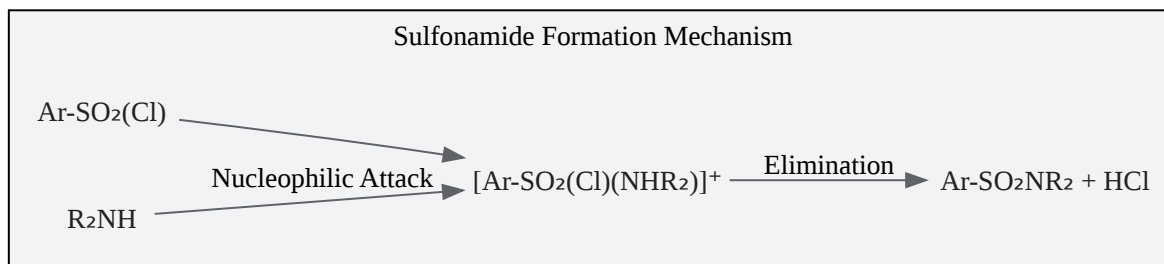 Sulfonamide Formation Mechanism
Ar-SO₂(Cl)
R₂NH
Nucleophilic Attack
[Ar-SO₂(Cl)(NHR₂)]⁺
Elimination
Ar-SO₂NR₂ + HCl